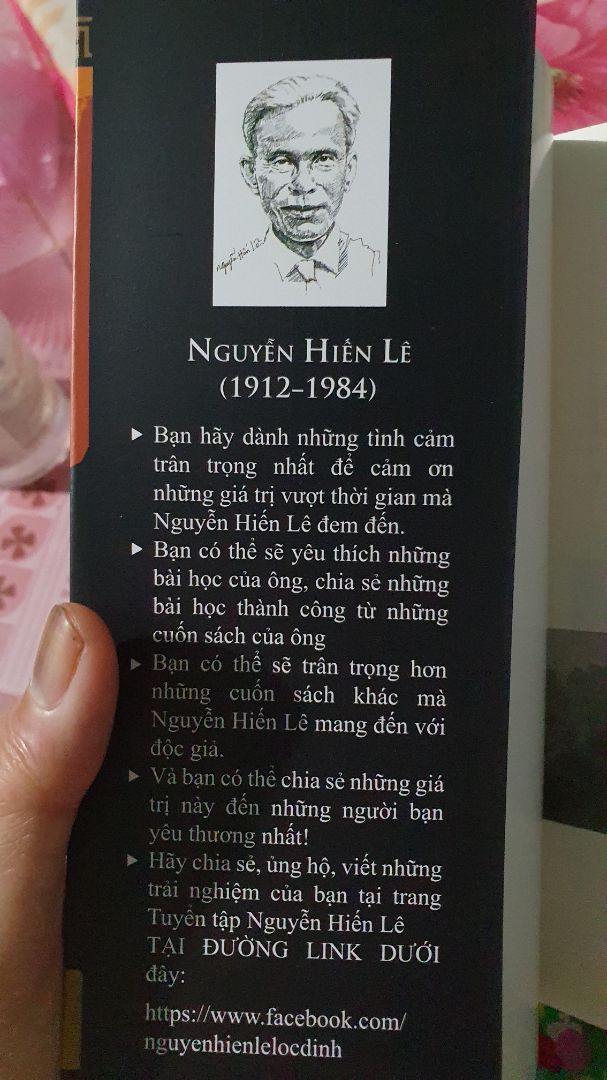 Nguyễn Hiến Lê
NGUYỄN HIẾN LÊ
(1912–1984)
Bạn hãy dành những tình cảm
trân trọng nhất để cảm ơn
những giá trị vượt thời gian mà
Nguyễn Hiến Lê đem đến.
Bạn có thể sẽ yêu thích những
bài học của ông, chia sẻ những
bài học thành công từ những
cuốn sách của ông
Bạn có thể sẽ trân trọng hơn
những cuốn sách khác mà
Nguyễn Hiến Lê mang đến với
độc giả.
Và bạn có thể chia sẻ những giá
trị này đến những người bạn
yêu thương nhất!
Hãy chia sẻ, ủng hộ, viết những
trải nghiệm của bạn tại trang
Tuyển tập Nguyễn Hiến Lê
TẠI ĐƯỜNG LINK DƯỚI
đây:
https://www.facebook.com/
nguyenhienlelocdinh